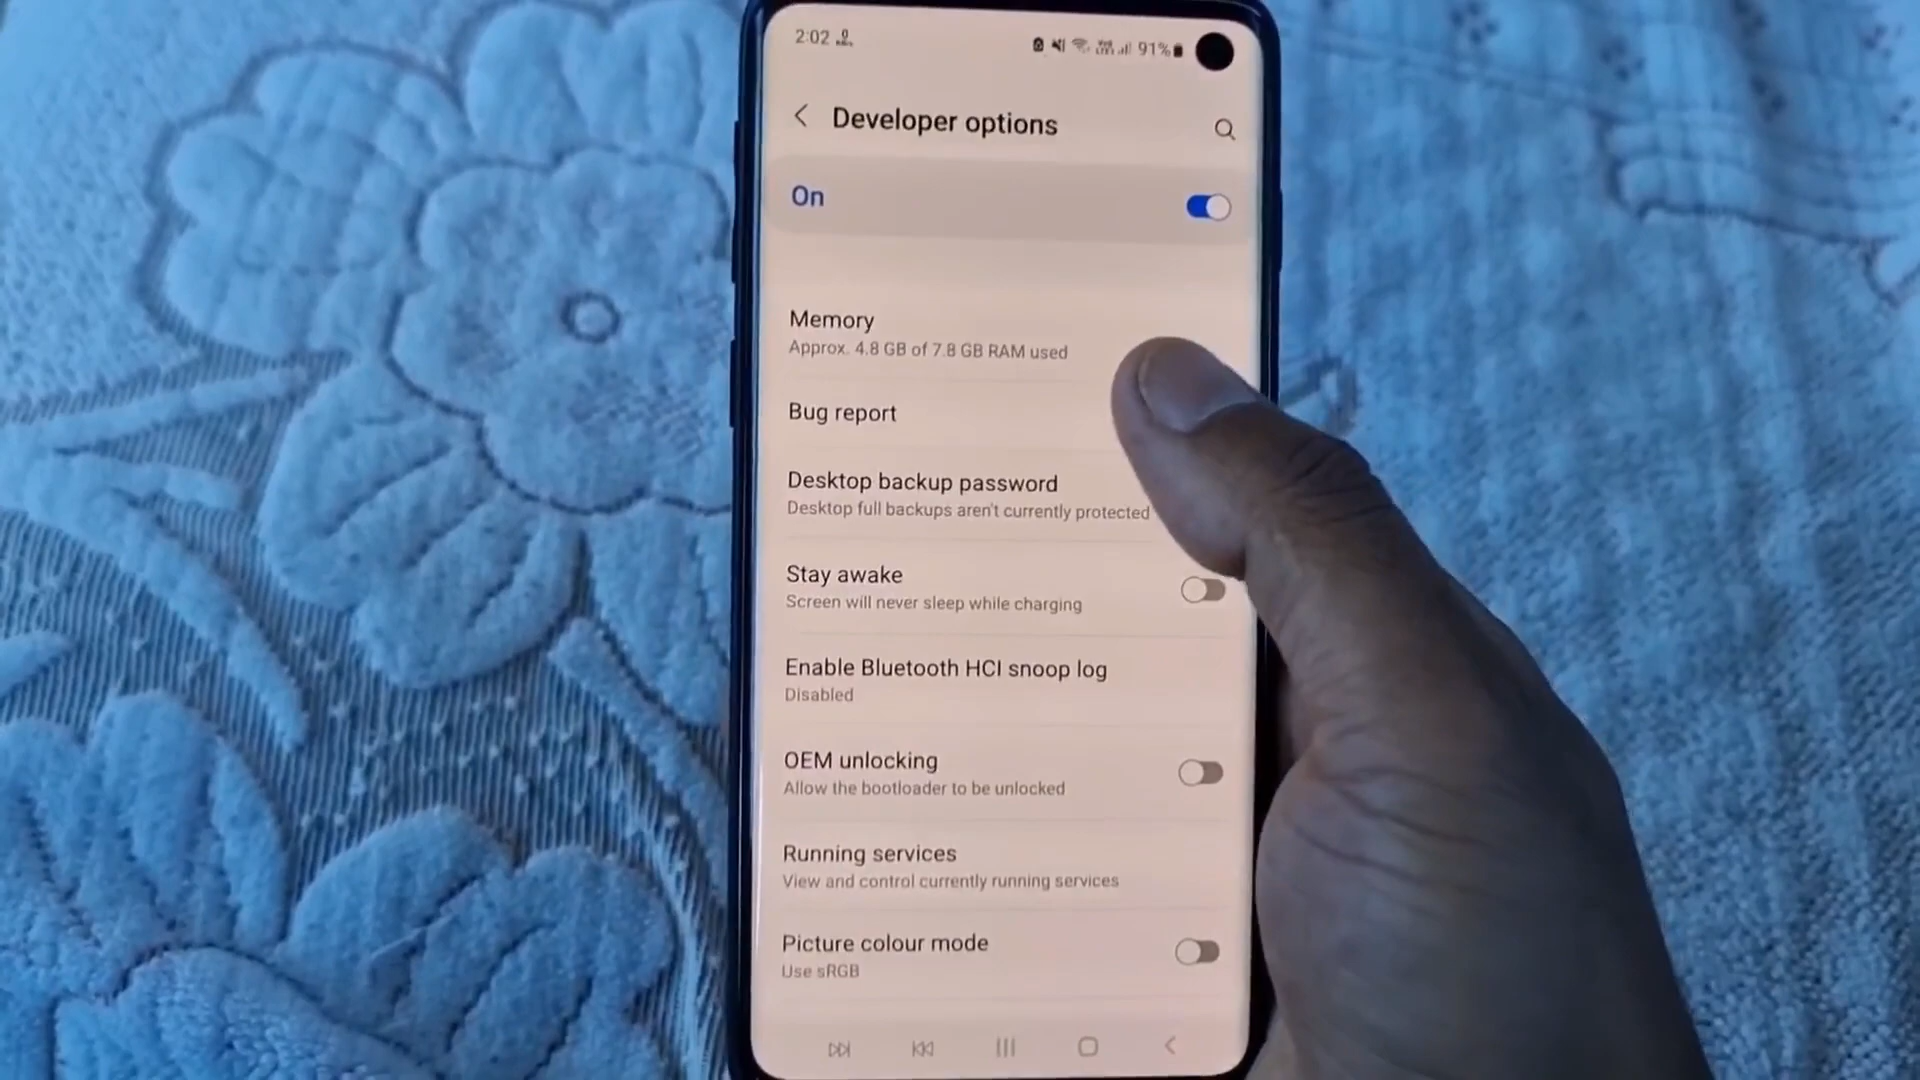 2:02
91%
Developer options
On
Memory
Approx. 4.8 GB of 7.8 GB RAM used
Bug report
Desktop backup password
Desktop full backups aren't currently protected
Stay awake
Screen will never sleep while charging
Enable Bluetooth HCI snoop log
Disabled
OEM unlocking
Allow the bootloader to be unlocked
Running services
View and control currently running services
Picture colour mode
Use sRGB